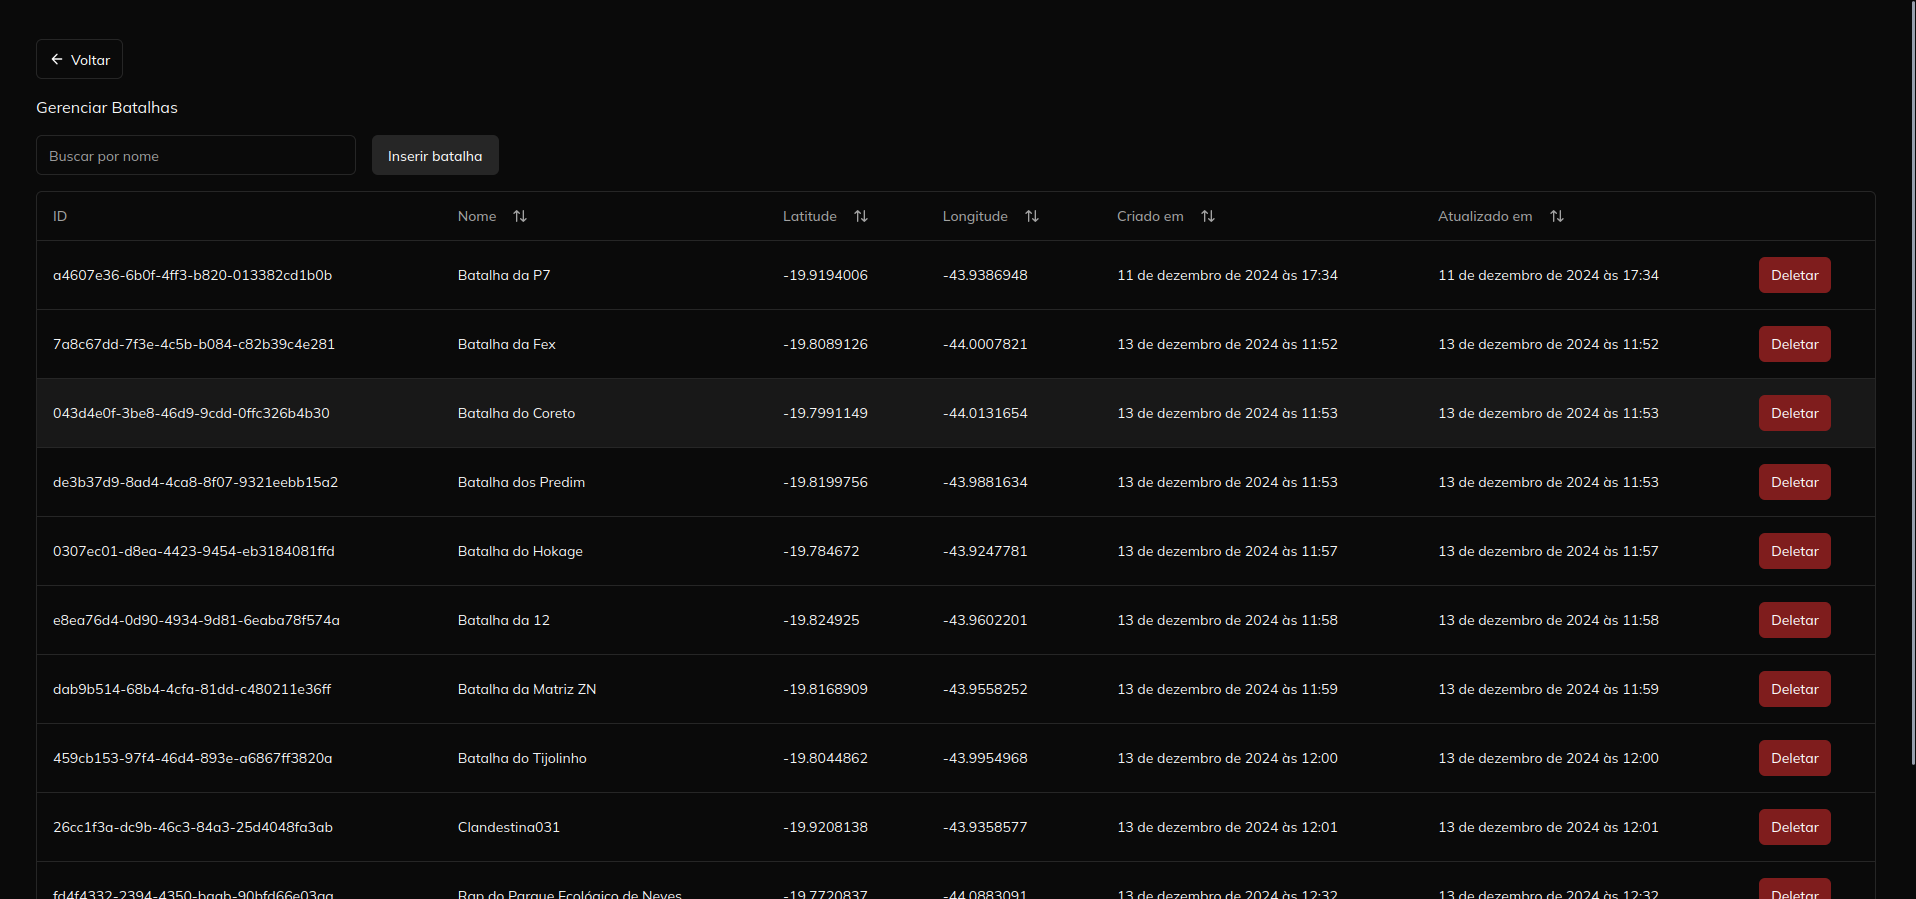 Voltar
Gerenciar Batalhas
Buscar por nome Inserir batalha
ID Nome Latitude Longitude Criado em Atualizado em
a4607e36-6b0f-4ff3-b820-013382cd1b0b Batalha da P7 -19.9194006 -43.9386948 11 de dezembro de 2024 às 17:34 11 de dezembro de 2024 às 17:34 Deletar
7a8c67dd-7f3e-4c5b-b084-c82b39c4e281 Batalha da Fex -19.8089126 -44.0007821 13 de dezembro de 2024 às 11:52 13 de dezembro de 2024 às 11:52 Deletar
043d4e0f-3be8-46d9-9cdd-0ffc326b4b30 Batalha do Coreto -19.7991149 -44.0131654 13 de dezembro de 2024 às 11:53 13 de dezembro de 2024 às 11:53 Deletar
de3b37d9-8ad4-4ca8-8f07-9321eebb15a2 Batalha dos Predim -19.8199756 -43.9881634 13 de dezembro de 2024 às 11:53 13 de dezembro de 2024 às 11:53 Deletar
0307ec01-d8ea-4423-9454-eb3184081ffd Batalha do Hokage -19.784672 -43.9247781 13 de dezembro de 2024 às 11:57 13 de dezembro de 2024 às 11:57 Deletar
e8ea76d4-0d90-4934-9d81-6eaba78f574a Batalha da 12 -19.824925 -43.9602201 13 de dezembro de 2024 às 11:58 13 de dezembro de 2024 às 11:58 Deletar
dab9b514-68b4-4cfa-81dd-c480211e36ff Batalha da Matriz ZN -19.8168909 -43.9558252 13 de dezembro de 2024 às 11:59 13 de dezembro de 2024 às 11:59 Deletar
459cb153-97f4-46d4-893e-a6867ff3820a Batalha do Tijolinho -19.8044862 -43.9954968 13 de dezembro de 2024 às 12:00 13 de dezembro de 2024 às 12:00 Deletar
26cc1f3a-dc9b-46c3-84a3-25d4048fa3ab Clandestina031 -19.9208138 -43.9358577 13 de dezembro de 2024 às 12:01 13 de dezembro de 2024 às 12:01 Deletar
Rap do Parque Ecológico de Neves -19.7720837 -44.0883091 13 de dezembro de 2024 às 12:32 13 de dezembro de 2024 às 12:32 Deletar